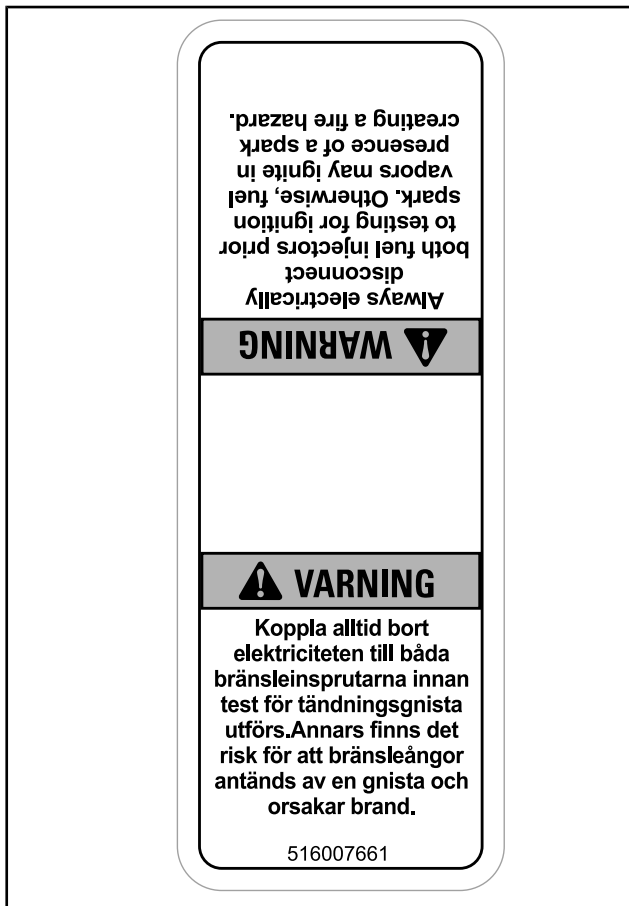 WARNING
Always electrically
disconnect
both fuel injectors prior
to testing for ignition
spark. Otherwise, fuel
vapors may ignite in
presence of a spark
creating a fire hazard.
VARNING
Koppla alltid bort
elektriciteten till båda
bränsleinsprutarna innan
test för tändningsgnista
utförs.Annars finns det
risk för att bränsleångor
antänds av en gnista och
orsakar brand.
516007661